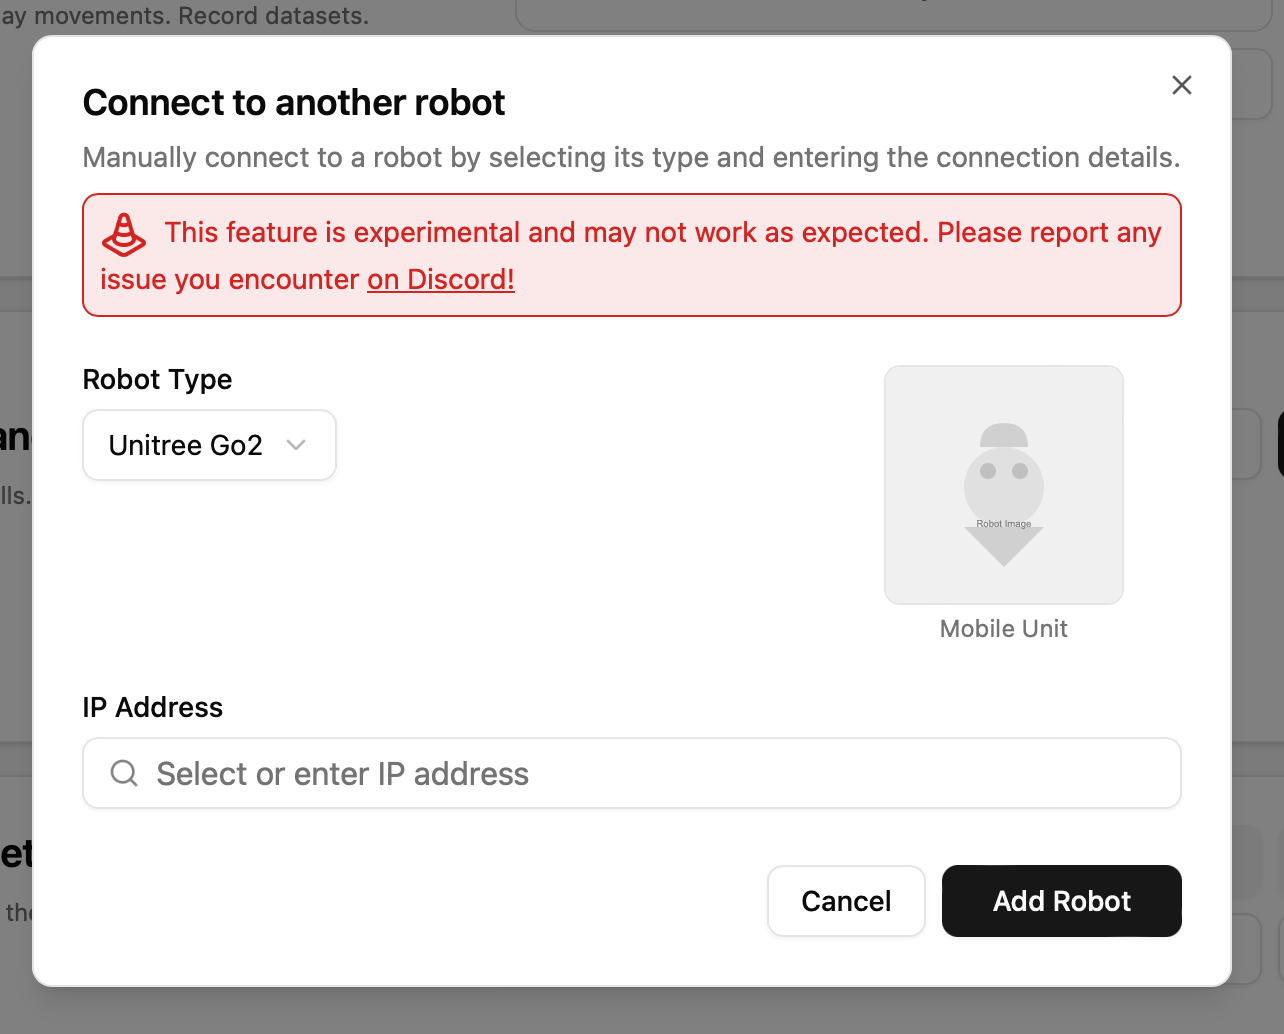 ay movements. Record datasets.
Connect to another robot
Manually connect to a robot by selecting its type and entering the connection details.
This feature is experimental and may not work as expected. Please report any
issue you encounter on Discord!
Robot Type
Unitree Go2
Robot Image
Mobile Unit
an
lls.
IP Address
Select or enter IP address
et
the
Cancel
Add Robot